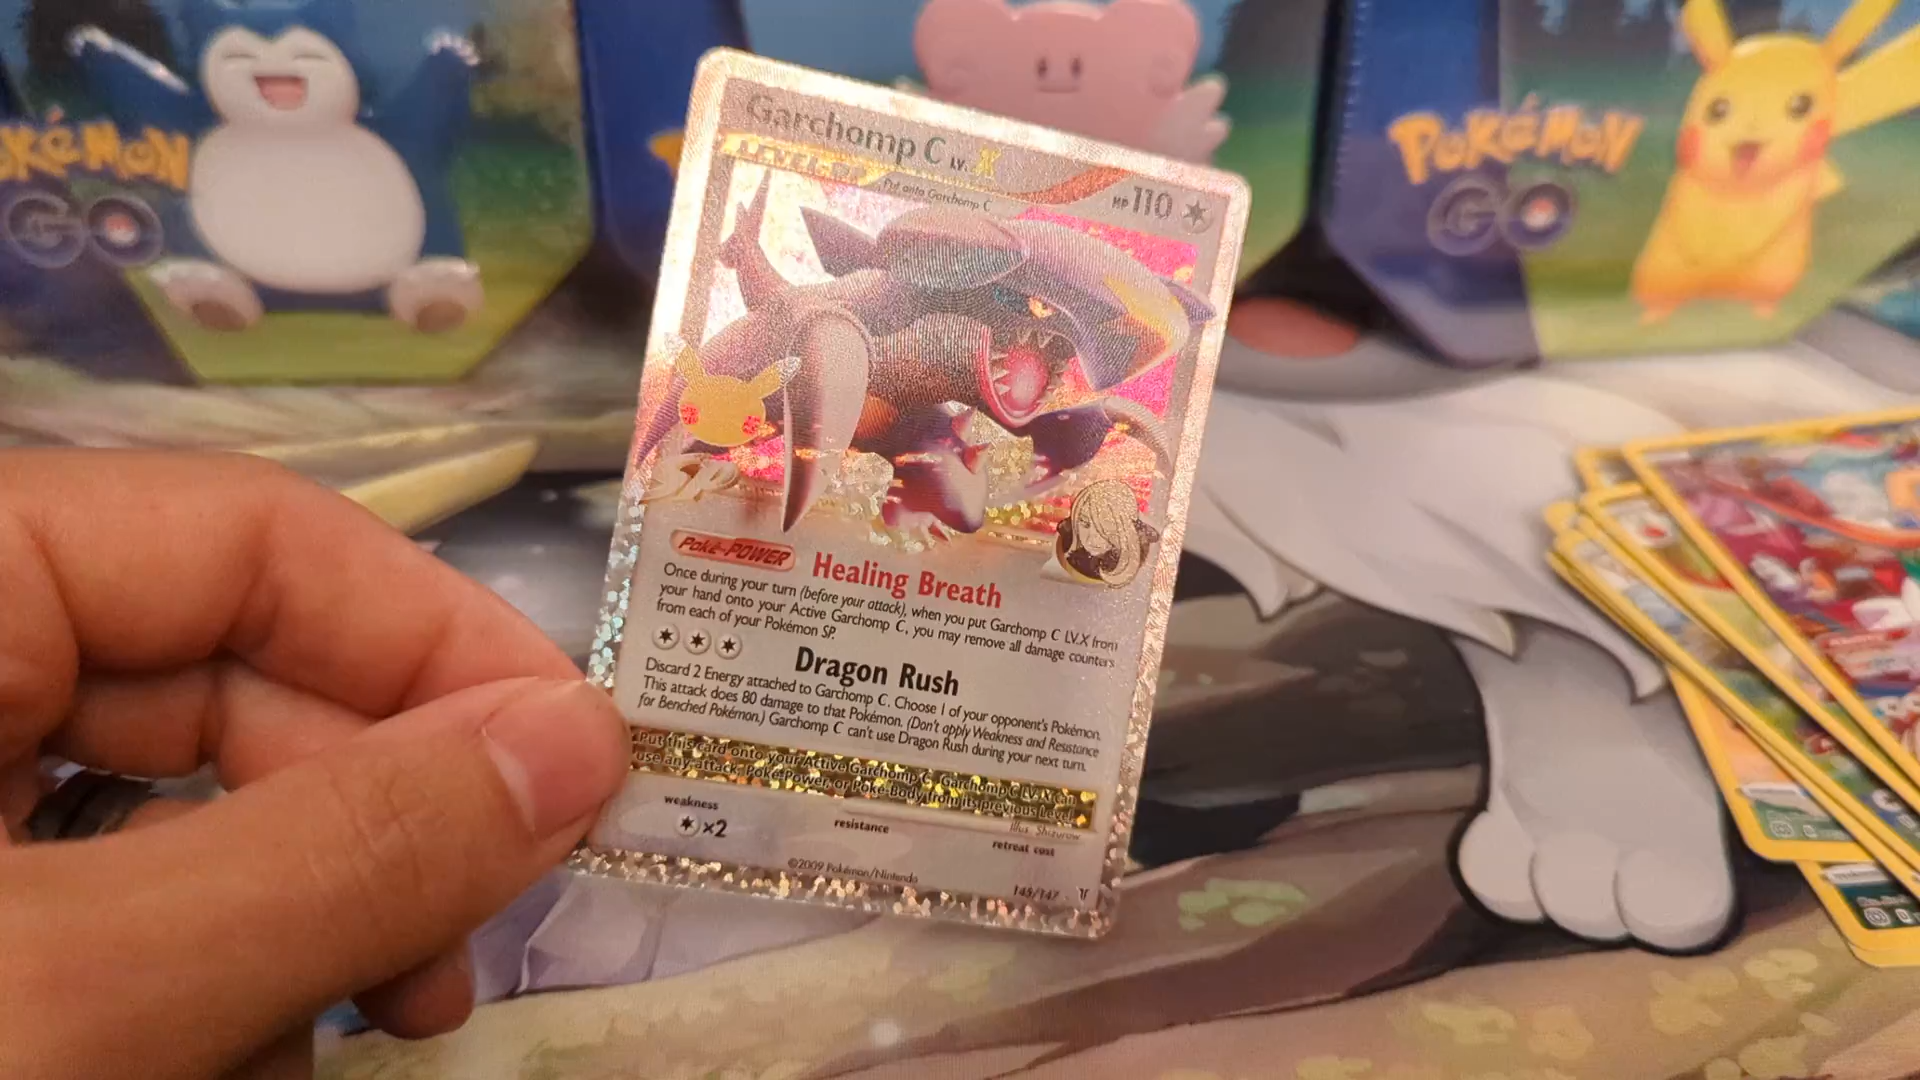 POKÉMON
GO
POKÉMON
GO
Garchomp C LV.X
LEVEL-UP
Put onto Garchomp C
HP 110
SP
Poké-POWER Healing Breath
Once during your turn (before your attack), when you put Garchomp C LV.X from
your hand onto your Active Garchomp C, you may remove all damage counters
from each of your Pokémon SP.
Dragon Rush
Discard 2 Energy attached to Garchomp C. Choose 1 of your opponent's Pokémon.
This attack does 80 damage to that Pokémon. (Don't apply Weakness and Resistance
for Benched Pokémon.) Garchomp C can't use Dragon Rush during your next turn.
Put this card onto your Active Garchomp C. Garchomp C LV.X can
use any attack, Poké-Power, or Poké-Body from its previous Level.
Illus. Shizurow
weakness
×2
resistance
retreat cost
©2009 Pokémon/Nintendo
145/147